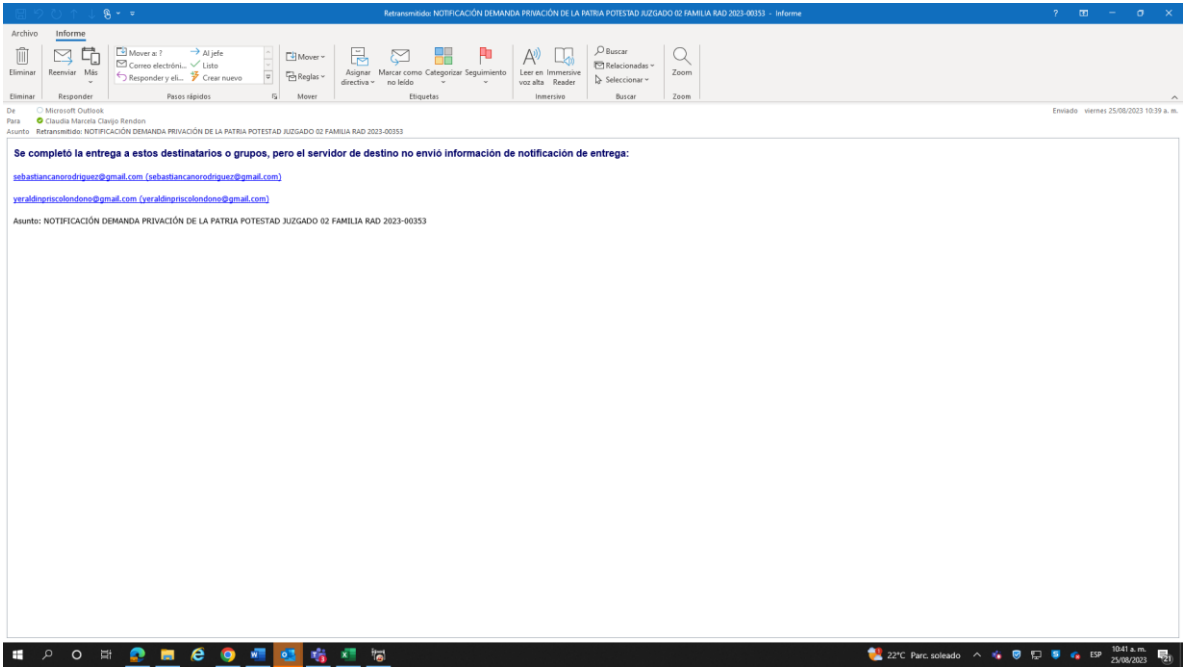 Retransmitido: NOTIFICACIÓN DEMANDA PRIVACIÓN DE LA PATRIA POTESTAD JUZGADO 02 FAMILIA RAD 2023-00353 - Informe
Archivo Informe
Eliminar
Reenviar
Más
Mover a: ?
Correo electróni...
Responder y eli...
Al jefe
Listo
Crear nuevo
Mover
Reglas
Asignar directiva
Marcar como no leído
Categorizar
Seguimiento
Leer en voz alta
Immersive Reader
Buscar
Relacionadas
Seleccionar
Zoom
Eliminar Responder Pasos rápidos Mover Etiquetas Inmersivo Buscar Zoom
De Microsoft Outlook
Enviado viernes 25/08/2023 10:39 a. m.
Para Claudia Marcela Clavijo Rendon
Asunto Retransmitido: NOTIFICACIÓN DEMANDA PRIVACIÓN DE LA PATRIA POTESTAD JUZGADO 02 FAMILIA RAD 2023-00353
Se completó la entrega a estos destinatarios o grupos, pero el servidor de destino no envió información de notificación de entrega:
sebastiancanorodriguez@gmail.com (sebastiancanorodriguez@gmail.com)
yeraldinpriscolondono@gmail.com (yeraldinpriscolondono@gmail.com)
Asunto: NOTIFICACIÓN DEMANDA PRIVACIÓN DE LA PATRIA POTESTAD JUZGADO 02 FAMILIA RAD 2023-00353
22°C Parc. soleado
ESP
10:41 a. m.
25/08/2023